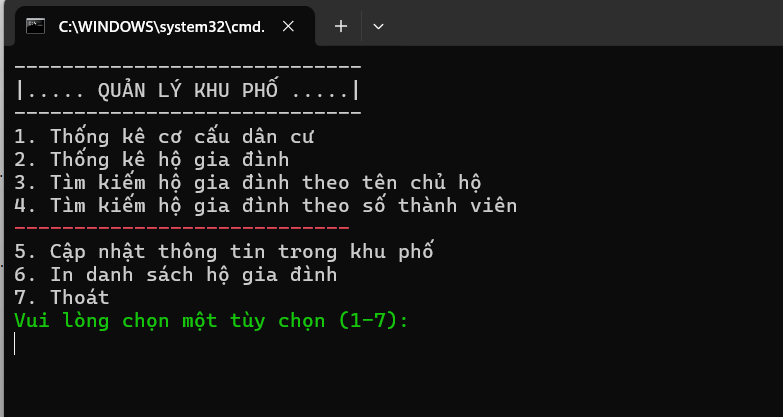 C:\WINDOWS\system32\cmd.
-----------------------------
|..... QUẢN LÝ KHU PHỐ .....|
-----------------------------
1. Thống kê cơ cấu dân cư
2. Thống kê hộ gia đình
3. Tìm kiếm hộ gia đình theo tên chủ hộ
4. Tìm kiếm hộ gia đình theo số thành viên
----------------------------
5. Cập nhật thông tin trong khu phố
6. In danh sách hộ gia đình
7. Thoát
Vui lòng chọn một tùy chọn (1-7):